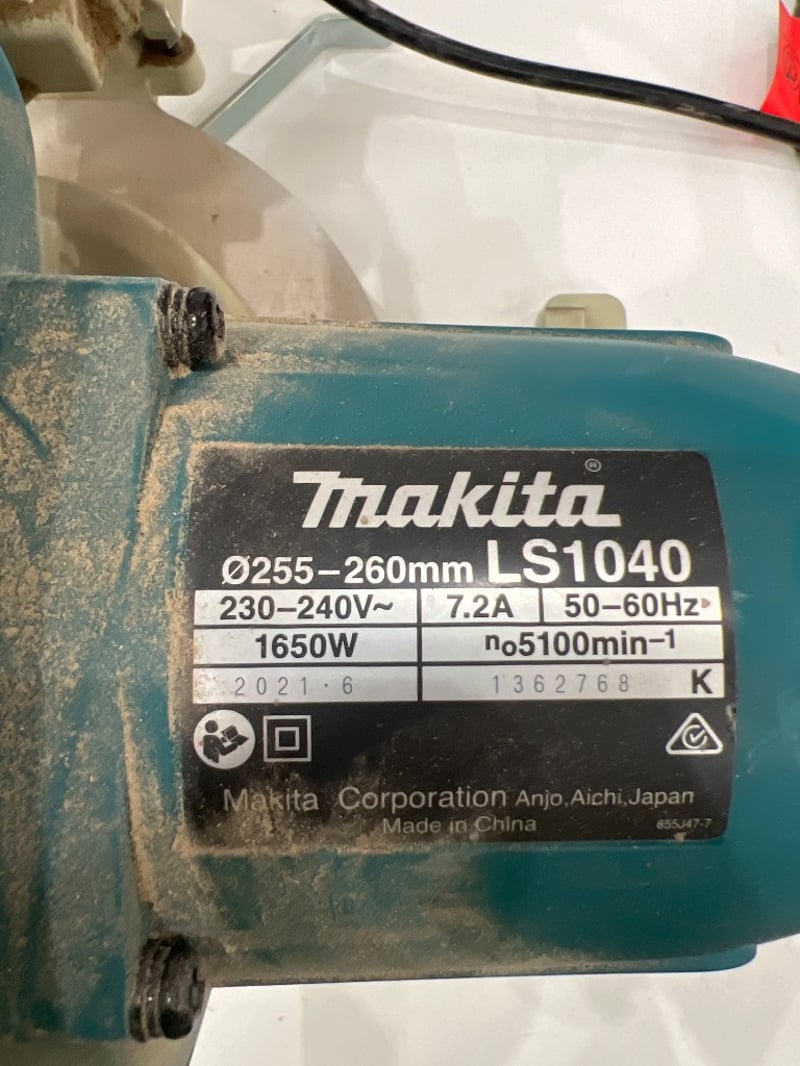 makita®
Ø255–260mm LS1040
230–240V~ 7.2A 50–60Hz
1650W no5100min–1
2021.6 1362768 K
Makita Corporation Anjo,Aichi,Japan
Made in China 855J47-7